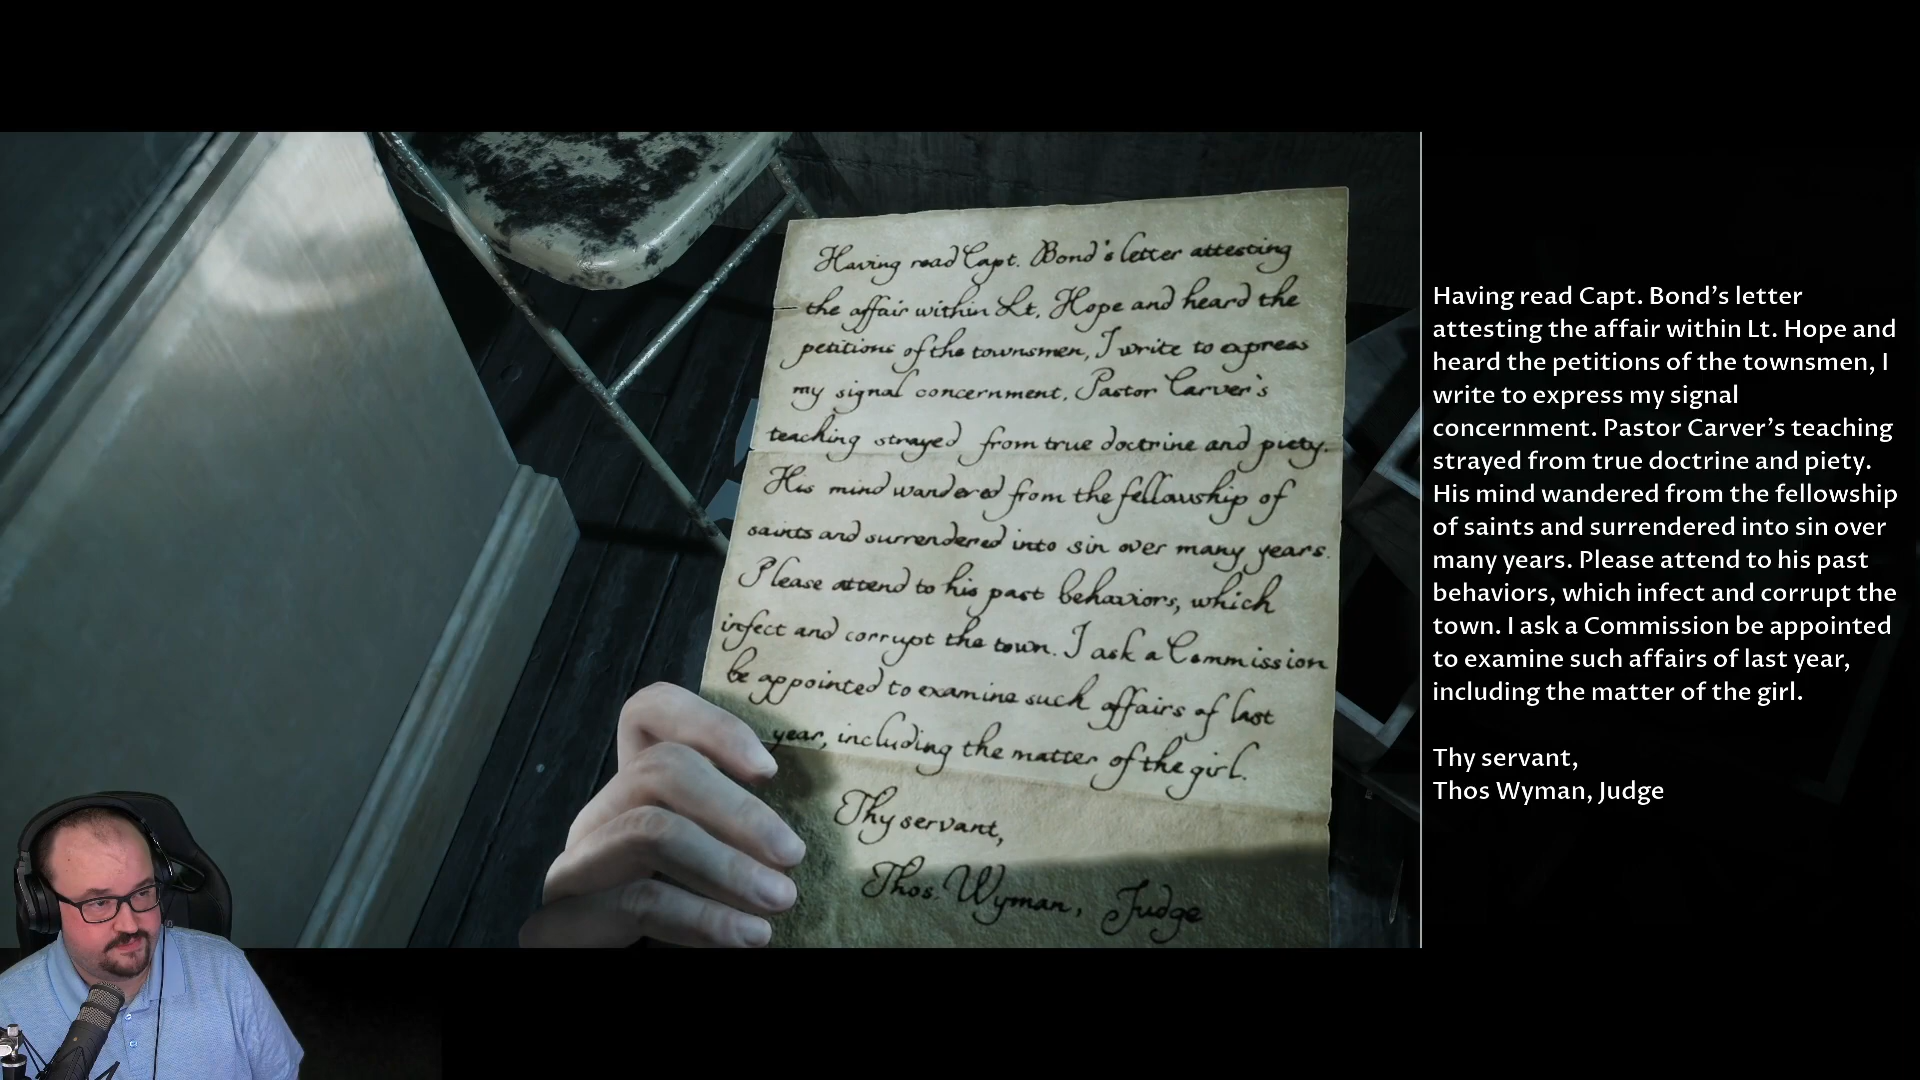 Having read Capt. Bond's letter attesting
the affair within Lt. Hope and heard the
petitions of the townsmen, I write to express
my signal concernment. Pastor Carver's
teaching strayed from true doctrine and piety.
His mind wandered from the fellowship of
saints and surrendered into sin over many years.
Please attend to his past behaviors, which
infect and corrupt the town. I ask a Commission
be appointed to examine such affairs of last
year, including the matter of the girl.
Thy servant,
Thos. Wyman, Judge
Having read Capt. Bond's letter
attesting the affair within Lt. Hope and
heard the petitions of the townsmen, I
write to express my signal
concernment. Pastor Carver's teaching
strayed from true doctrine and piety.
His mind wandered from the fellowship
of saints and surrendered into sin over
many years. Please attend to his past
behaviors, which infect and corrupt the
town. I ask a Commission be appointed
to examine such affairs of last year,
including the matter of the girl.
Thy servant,
Thos Wyman, Judge